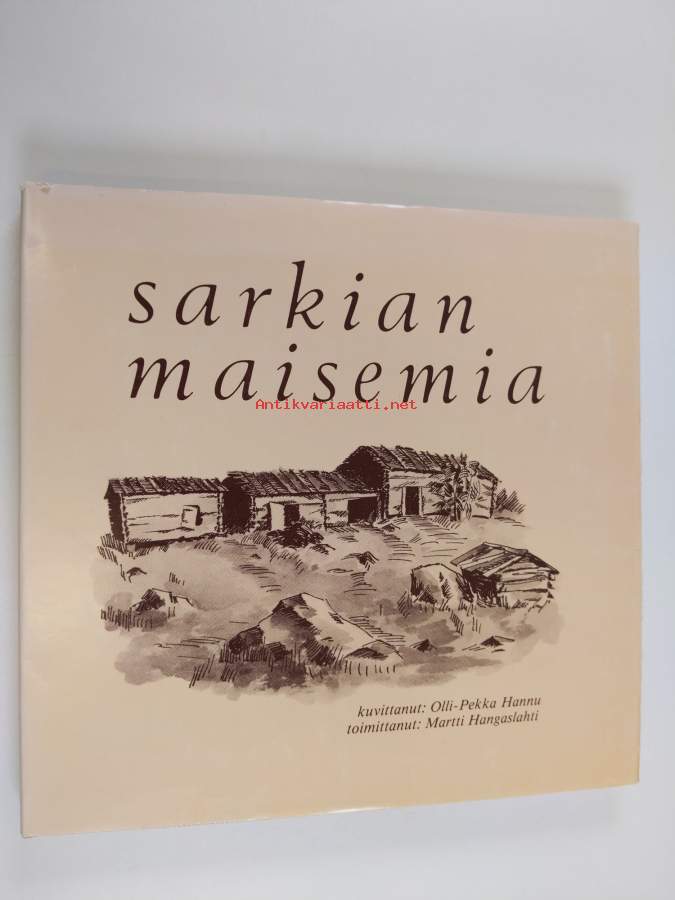 sarkian
maisemia
Antikvariaatti.net
kuvittanut: Olli-Pekka Hannu
toimittanut: Martti Hangaslahti